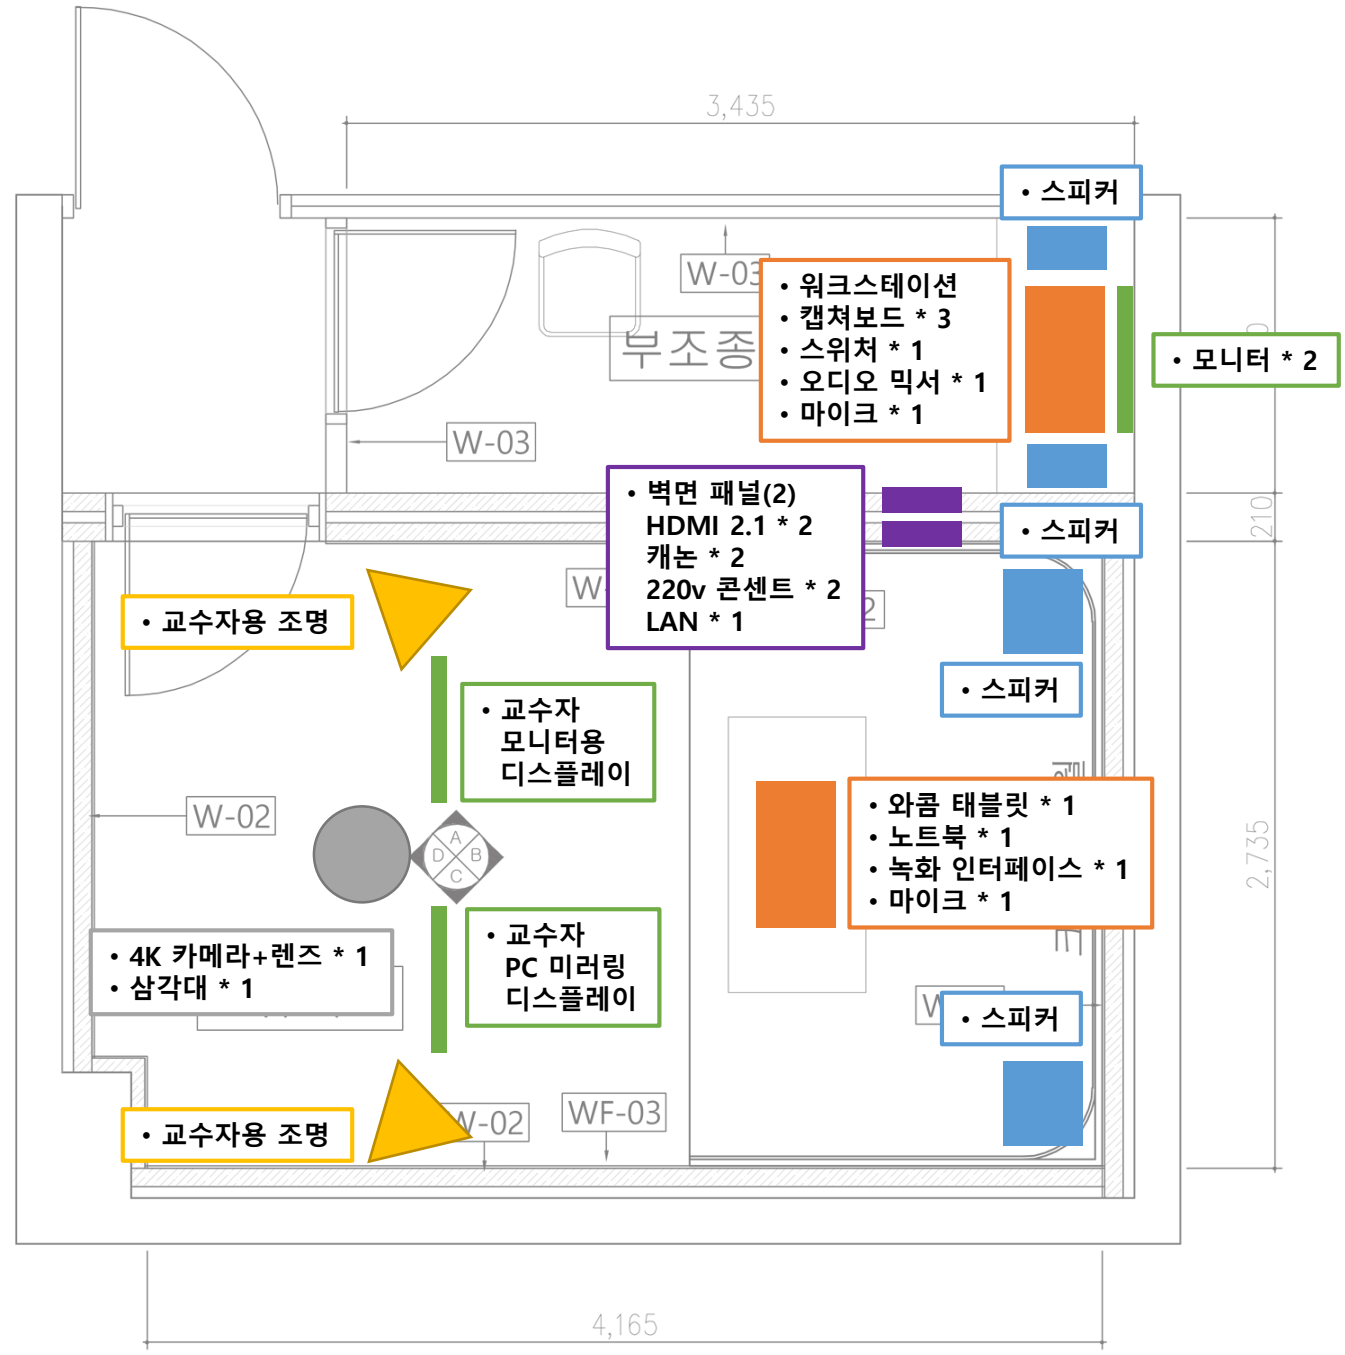 3,435
• 스피커
W-03
• 워크스테이션
• 캡쳐보드 * 3
• 스위처 * 1
• 오디오 믹서 * 1
• 마이크 * 1
부조종
• 모니터 * 2
W-03
• 벽면 패널(2)
HDMI 2.1 * 2
캐논 * 2
220v 콘센트 * 2
LAN * 1
210
• 스피커
• 교수자용 조명
• 스피커
• 교수자
모니터용
디스플레이
W-02
A
D
B
C
• 와콤 태블릿 * 1
• 노트북 * 1
• 녹화 인터페이스 * 1
• 마이크 * 1
2,735
• 4K 카메라+렌즈 * 1
• 삼각대 * 1
• 교수자
PC 미러링
디스플레이
• 스피커
• 교수자용 조명
W-02
WF-03
4,165